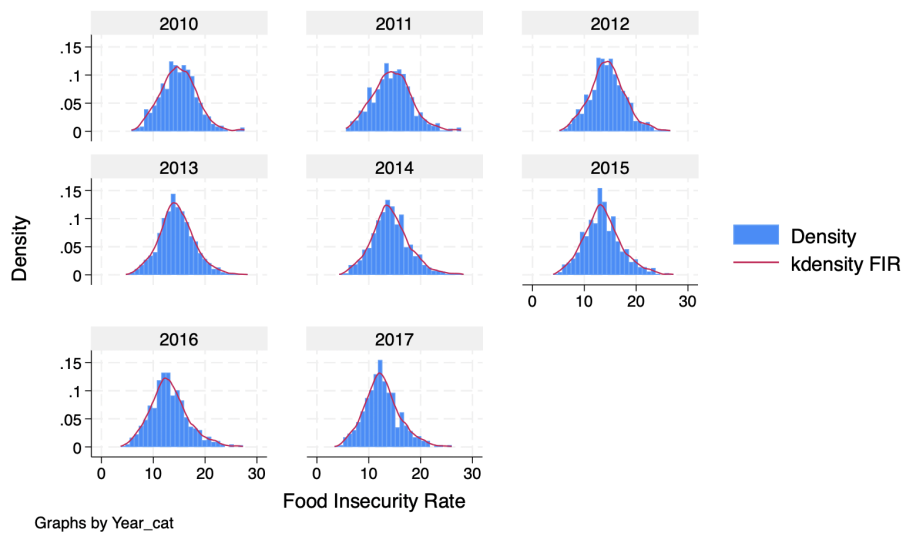 2010 2011 2012
.15
.1
.05
0
2013 2014 2015
.15
.1
.05
0
0 10 20 30
2016 2017
.15
.1
.05
0
0 10 20 30 0 10 20 30
Density
Food Insecurity Rate
Graphs by Year_cat
Density
kdensity FIR